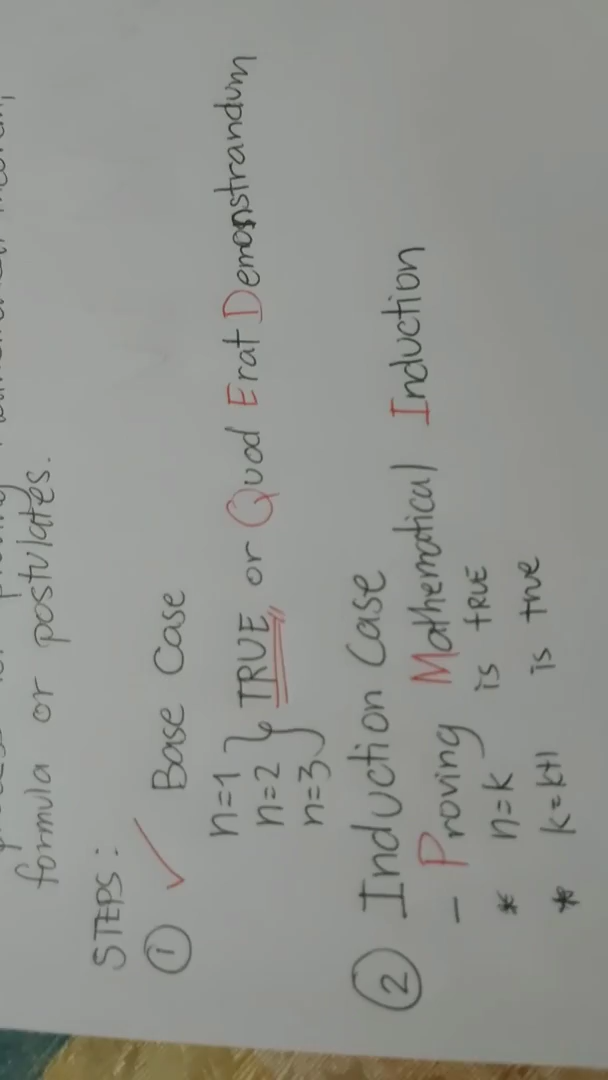 formula or postulates.
STEPS:
① ✓ Base Case
n=1
n=2 } TRUE, or Quod Erat Demonstrandum
n=3
② Induction Case
- Proving Mathematical Induction
* n=k is TRUE
* k=k+1 is true